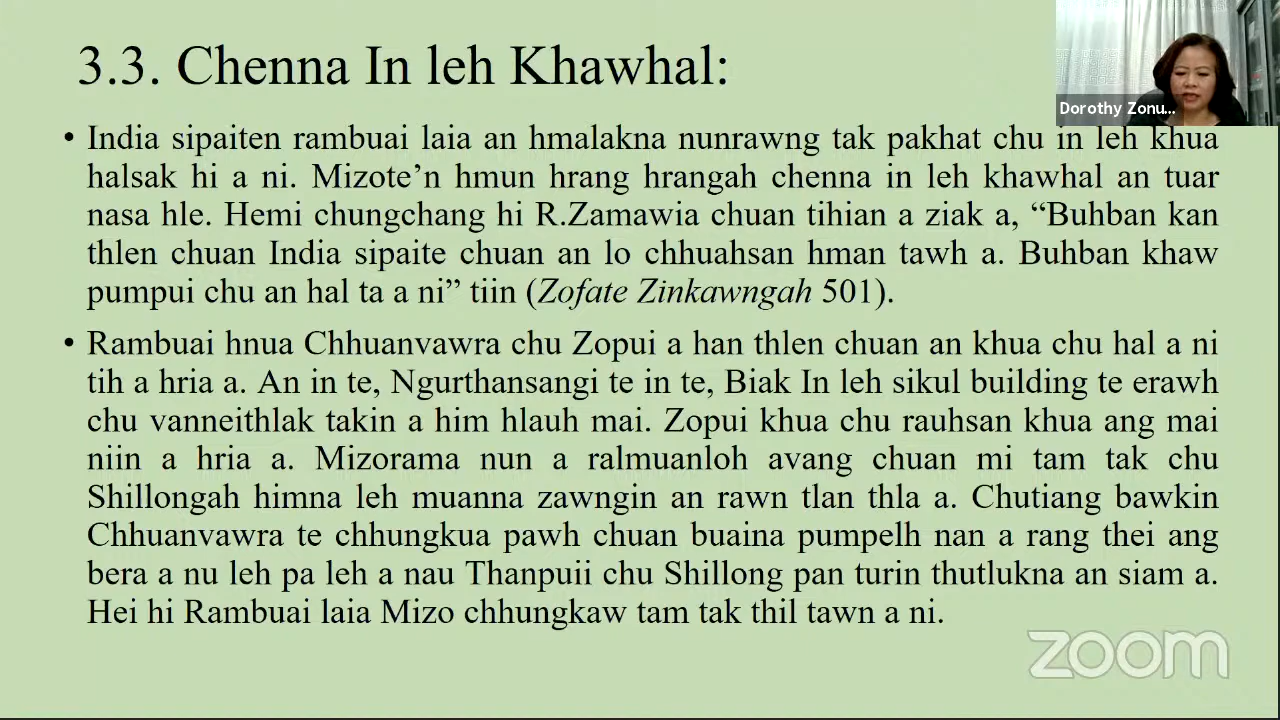 3.3. Chenna In leh Khawhal:
Dorothy Zonu...
• India sipaiten rambuai laia an hmalakna nunrawng tak pakhat chu in leh khua
halsak hi a ni. Mizote’n hmun hrang hrangah chenna in leh khawhal an tuar
nasa hle. Hemi chungchang hi R.Zamawia chuan tihian a ziak a, “Buhban kan
thlen chuan India sipaite chuan an lo chhuahsan hman tawh a. Buhban khaw
pumpui chu an hal ta a ni” tiin (Zofate Zinkawngah 501).
• Rambuai hnua Chhuanvawra chu Zopui a han thlen chuan an khua chu hal a ni
tih a hria a. An in te, Ngurthansangi te in te, Biak In leh sikul building te erawh
chu vanneithlak takin a him hlauh mai. Zopui khua chu rauhsan khua ang mai
niin a hria a. Mizorama nun a ralmuanloh avang chuan mi tam tak chu
Shillongah himna leh muanna zawngin an rawn tlan thla a. Chutiang bawkin
Chhuanvawra te chhungkua pawh chuan buaina pumpelh nan a rang thei ang
bera a nu leh pa leh a nau Thanpuii chu Shillong pan turin thutlukna an siam a.
Hei hi Rambuai laia Mizo chhungkaw tam tak thil tawn a ni.
zoom